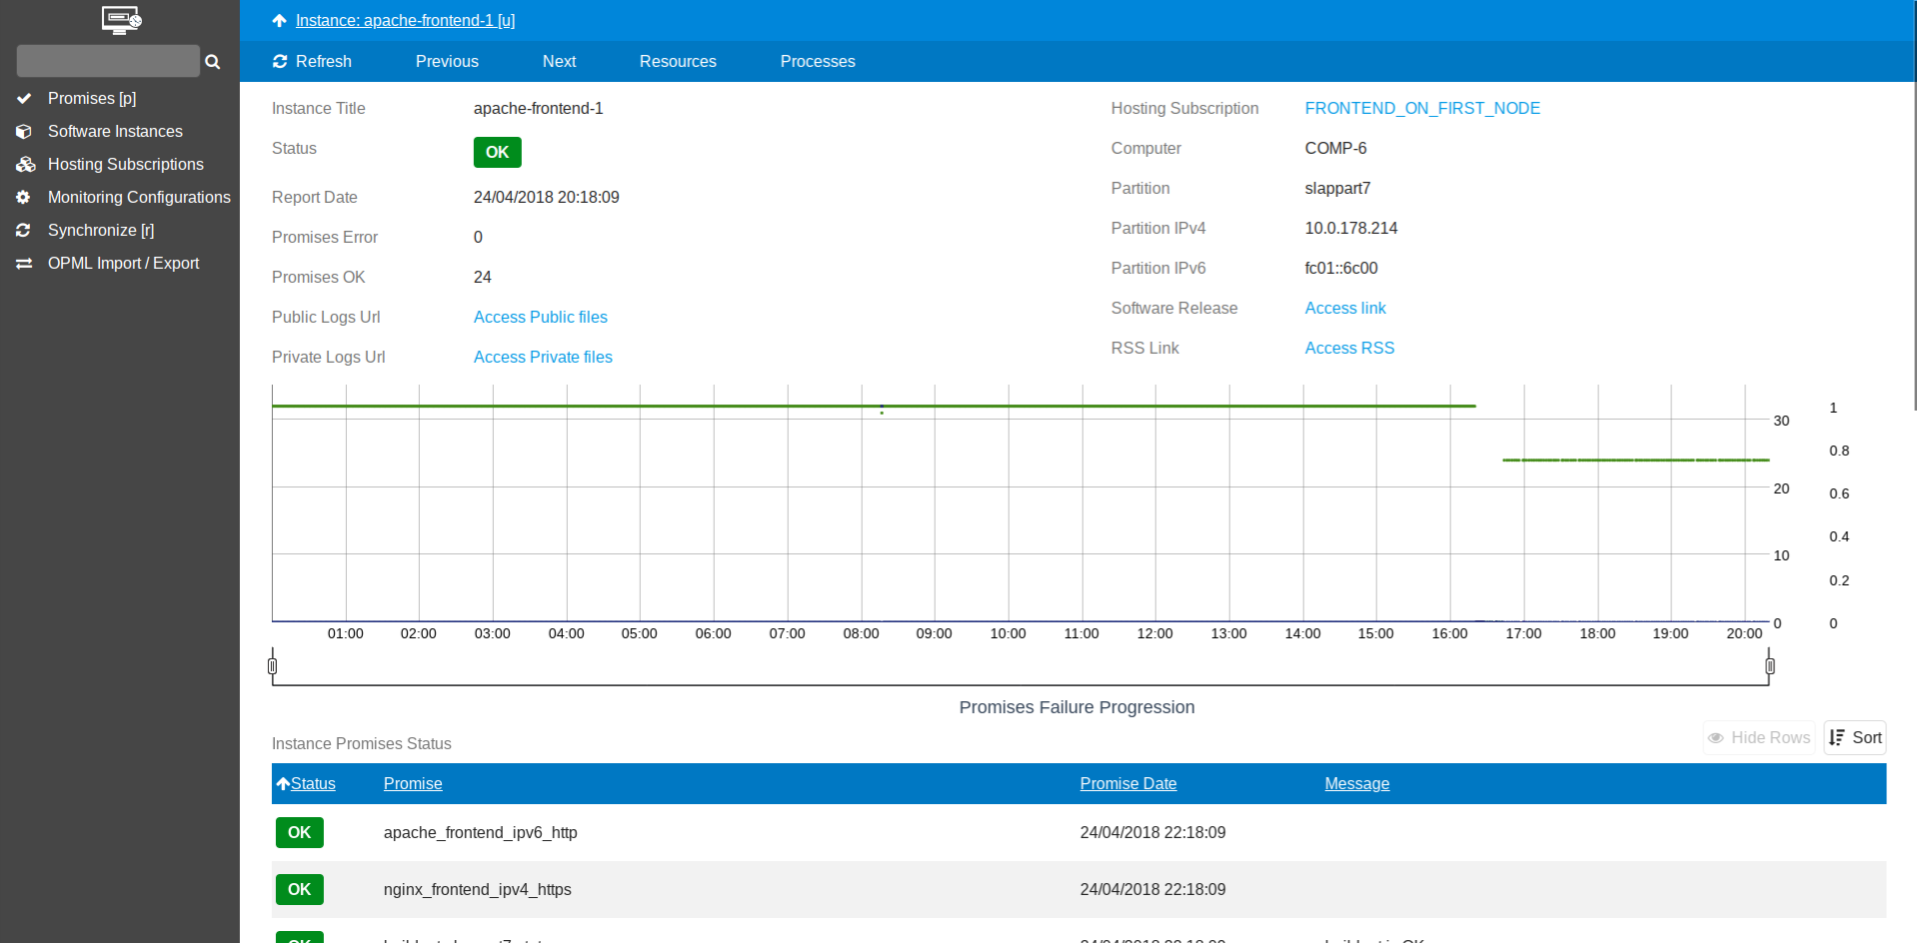 Instance: apache-frontend-1 [u]
Refresh Previous Next Resources Processes
Promises [p]
Software Instances
Hosting Subscriptions
Monitoring Configurations
Synchronize [r]
OPML Import / Export
Instance Title apache-frontend-1
Status OK
Report Date 24/04/2018 20:18:09
Promises Error 0
Promises OK 24
Public Logs Url Access Public files
Private Logs Url Access Private files
Hosting Subscription FRONTEND_ON_FIRST_NODE
Computer COMP-6
Partition slappart7
Partition IPv4 10.0.178.214
Partition IPv6 fc01::6c00
Software Release Access link
RSS Link Access RSS
30 1
0.8
20 0.6
0.4
10 0.2
0 0
01:00 02:00 03:00 04:00 05:00 06:00 07:00 08:00 09:00 10:00 11:00 12:00 13:00 14:00 15:00 16:00 17:00 18:00 19:00 20:00
Promises Failure Progression
Instance Promises Status Hide Rows Sort
Status Promise Promise Date Message
OK apache_frontend_ipv6_http 24/04/2018 22:18:09
OK nginx_frontend_ipv4_https 24/04/2018 22:18:09